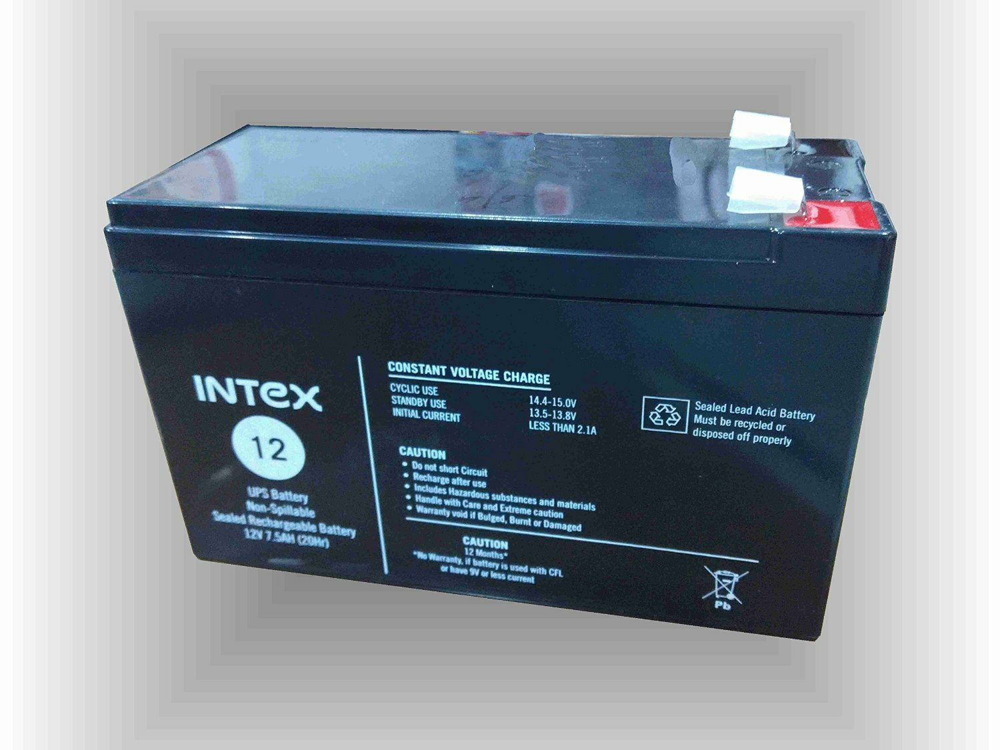 INTEX
12
UPS Battery
Non-Spillable
Sealed Rechargeable Battery
12V 7.5AH (20Hr)
CONSTANT VOLTAGE CHARGE
CYCLIC USE 14.4-15.0V
STANDBY USE 13.5-13.8V
INITIAL CURRENT LESS THAN 2.1A
Sealed Lead Acid Battery
Must be recycled or
disposed off properly
CAUTION
• Do not short Circuit
• Recharge after use
• Includes Hazardous substances and materials
• Handle with Care and Extreme caution
• Warranty void if Bulged, Burnt or Damaged
CAUTION
12 Months*
*No Warranty, if battery is used with CFL
or have 9V or less current
Pb